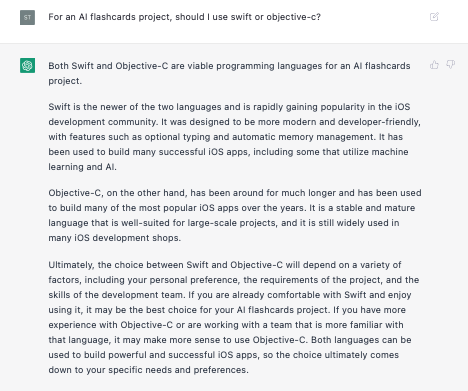 ST
For an AI flashcards project, should I use swift or objective-c?
Both Swift and Objective-C are viable programming languages for an AI flashcards
project.
Swift is the newer of the two languages and is rapidly gaining popularity in the iOS
development community. It was designed to be more modern and developer-friendly,
with features such as optional typing and automatic memory management. It has
been used to build many successful iOS apps, including some that utilize machine
learning and AI.
Objective-C, on the other hand, has been around for much longer and has been used
to build many of the most popular iOS apps over the years. It is a stable and mature
language that is well-suited for large-scale projects, and it is still widely used in
many iOS development shops.
Ultimately, the choice between Swift and Objective-C will depend on a variety of
factors, including your personal preference, the requirements of the project, and the
skills of the development team. If you are already comfortable with Swift and enjoy
using it, it may be the best choice for your AI flashcards project. If you have more
experience with Objective-C or are working with a team that is more familiar with
that language, it may make more sense to use Objective-C. Both languages can be
used to build powerful and successful iOS apps, so the choice ultimately comes
down to your specific needs and preferences.